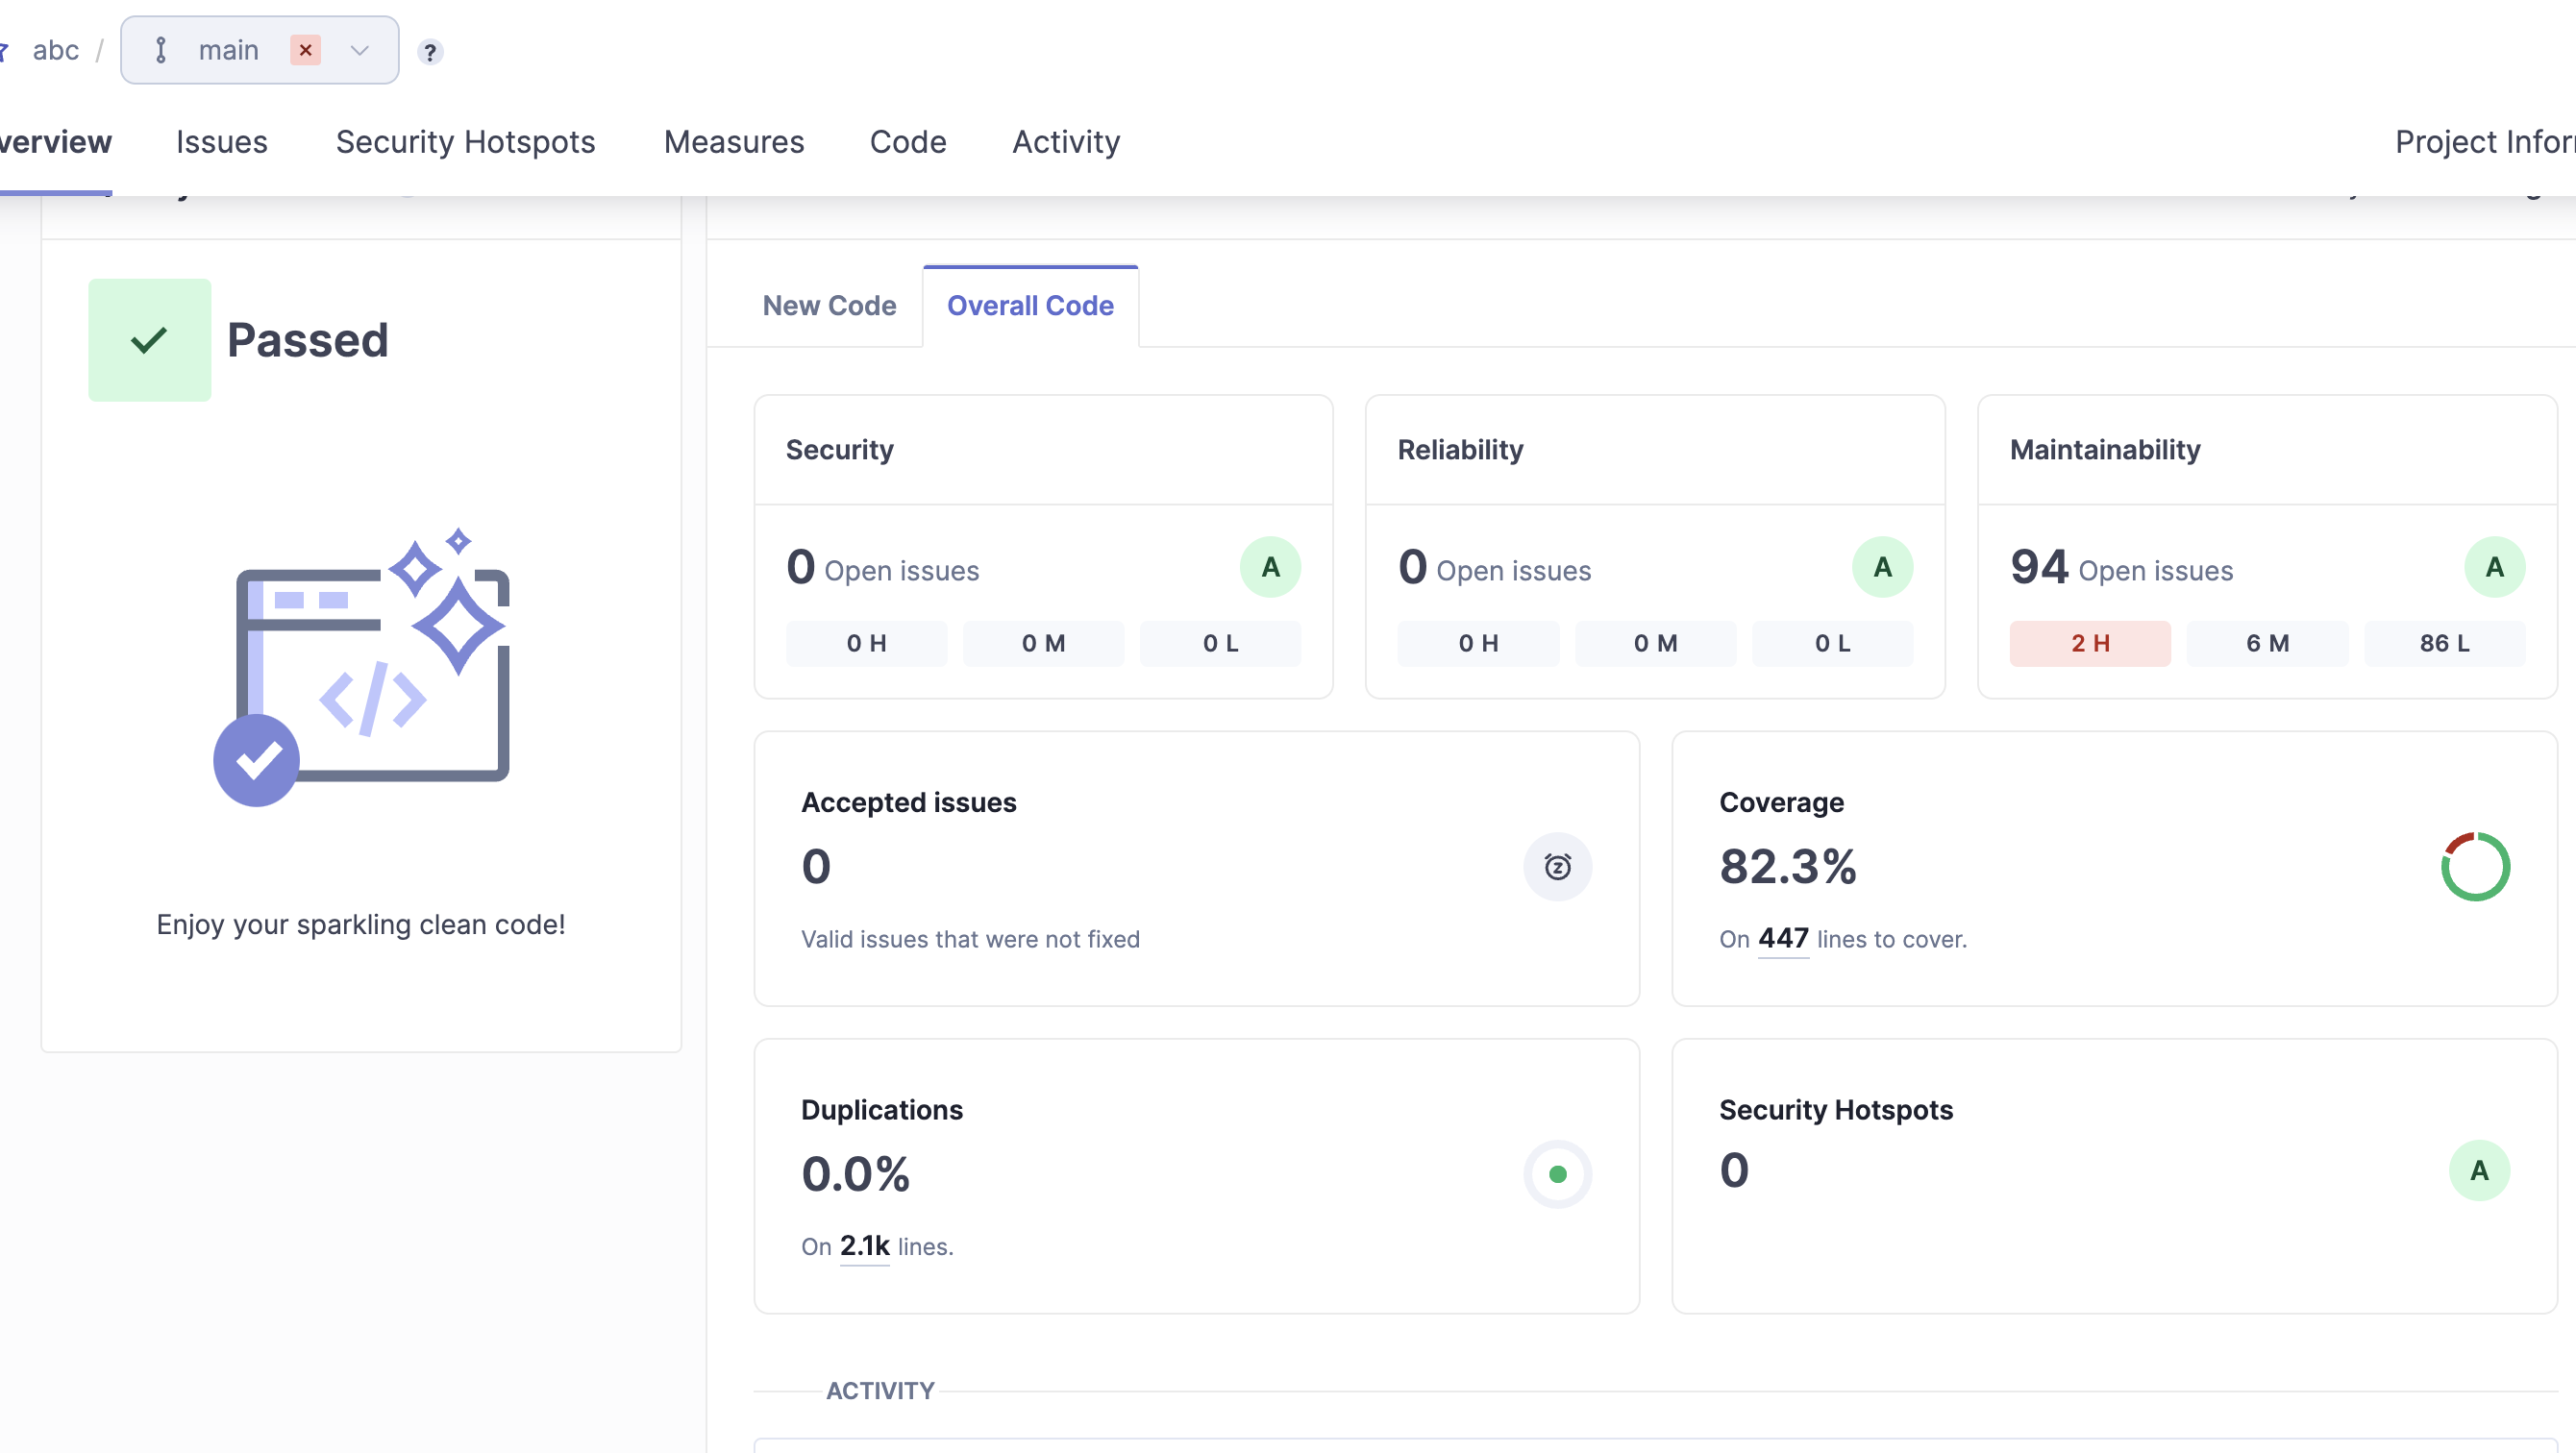 abc / main ?
verview Issues Security Hotspots Measures Code Activity Project Infor
Passed
Enjoy your sparkling clean code!
New Code Overall Code
Security
0 Open issues A
0 H 0 M 0 L
Reliability
0 Open issues A
0 H 0 M 0 L
Maintainability
94 Open issues A
2 H 6 M 86 L
Accepted issues
0
Valid issues that were not fixed
Coverage
82.3%
On 447 lines to cover.
Duplications
0.0%
On 2.1k lines.
Security Hotspots
0 A
ACTIVITY